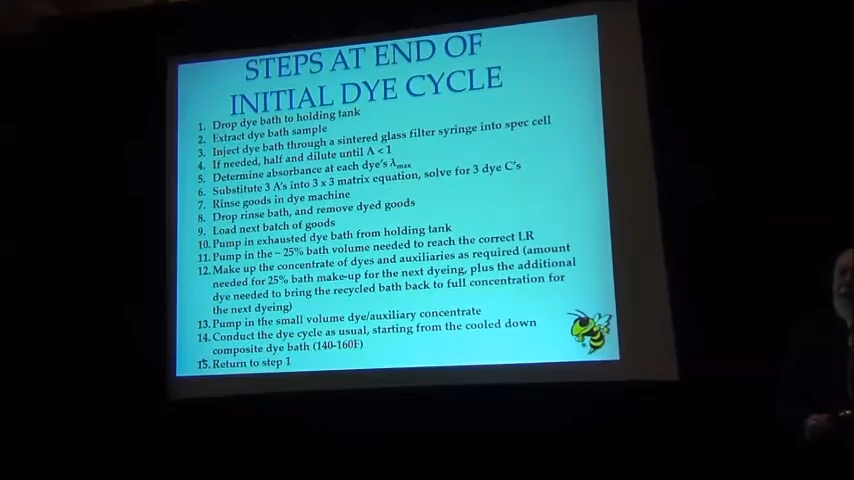 STEPS AT END OF
INITIAL DYE CYCLE
1. Drop dye bath to holding tank
2. Extract dye bath sample
3. Inject dye bath through a sintered glass filter syringe into spec cell
4. If needed, half and dilute until A < 1
5. Determine absorbance at each dye's λmax
6. Substitute 3 A's into 3 x 3 matrix equation, solve for 3 dye C's
7. Rinse goods in dye machine
8. Drop rinse bath, and remove dyed goods
9. Load next batch of goods
10. Pump in exhausted dye bath from holding tank
11. Pump in the ~ 25% bath volume needed to reach the correct LR
12. Make up the concentrate of dyes and auxiliaries as required (amount
needed for 25% bath make-up for the next dyeing, plus the additional
dye needed to bring the recycled bath back to full concentration for
the next dyeing)
13. Pump in the small volume dye/auxiliary concentrate
14. Conduct the dye cycle as usual, starting from the cooled down
composite dye bath (140-160F)
15. Return to step 1